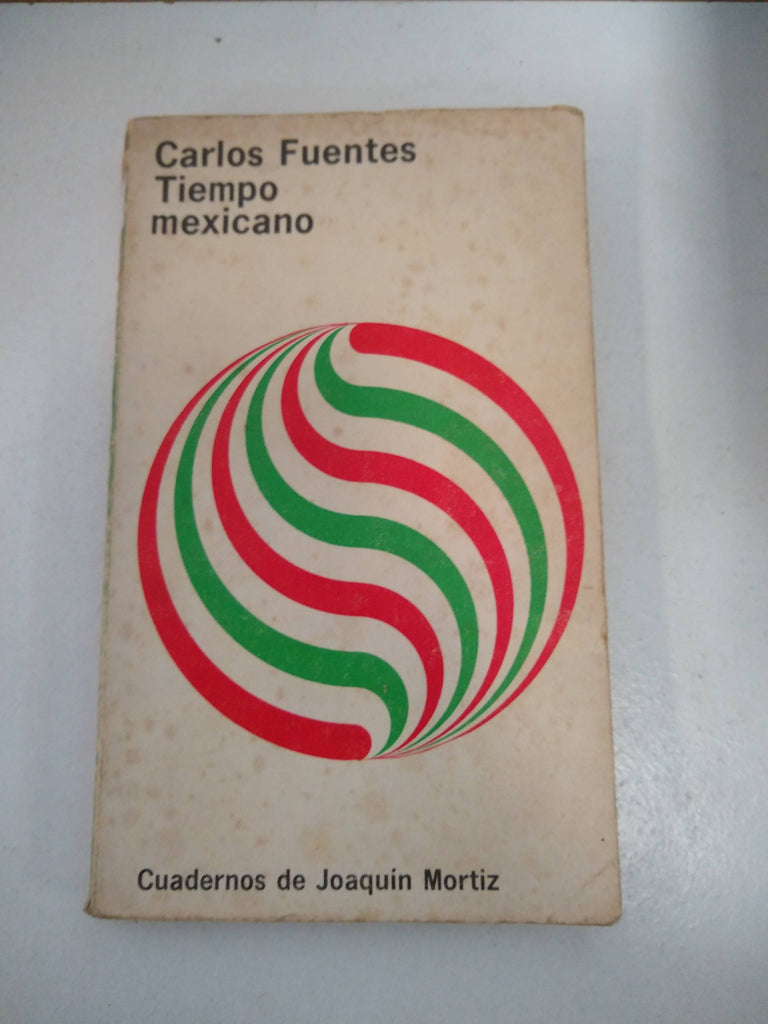 Carlos Fuentes
Tiempo
mexicano
Cuadernos de Joaquín Mortiz